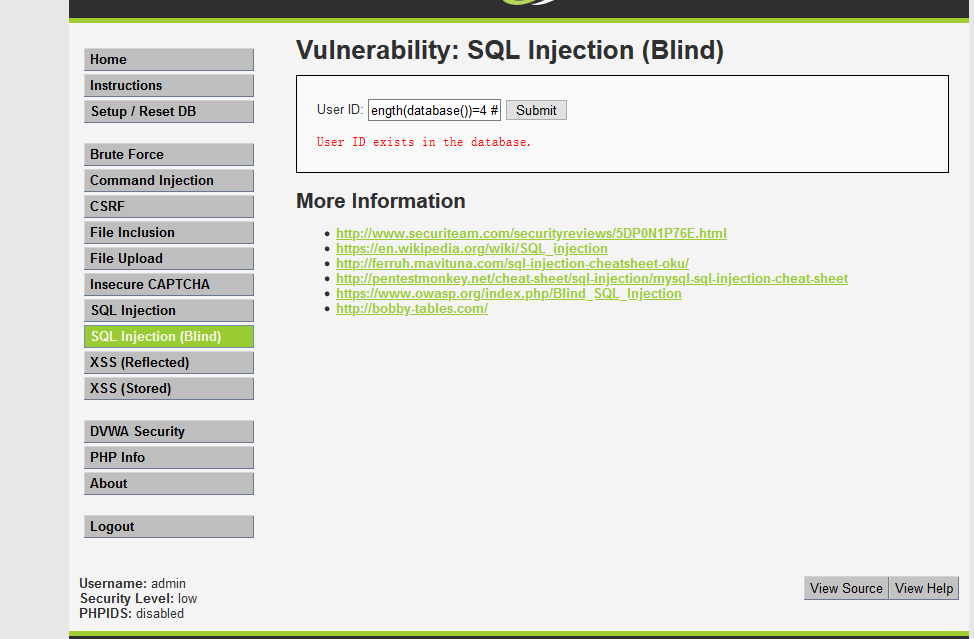 Vulnerability: SQL Injection (Blind)
Home
Instructions
Setup / Reset DB
Brute Force
Command Injection
CSRF
File Inclusion
File Upload
Insecure CAPTCHA
SQL Injection
SQL Injection (Blind)
XSS (Reflected)
XSS (Stored)
DVWA Security
PHP Info
About
Logout
User ID: ength(database())=4 # Submit
User ID exists in the database.
More Information
http://www.securiteam.com/securityreviews/5DP0N1P76E.html
https://en.wikipedia.org/wiki/SQL_injection
http://ferruh.mavituna.com/sql-injection-cheatsheet-oku/
http://pentestmonkey.net/cheat-sheet/sql-injection/mysql-sql-injection-cheat-sheet
https://www.owasp.org/index.php/Blind_SQL_Injection
http://bobby-tables.com/
Username: admin
Security Level: low
PHPIDS: disabled
View Source View Help